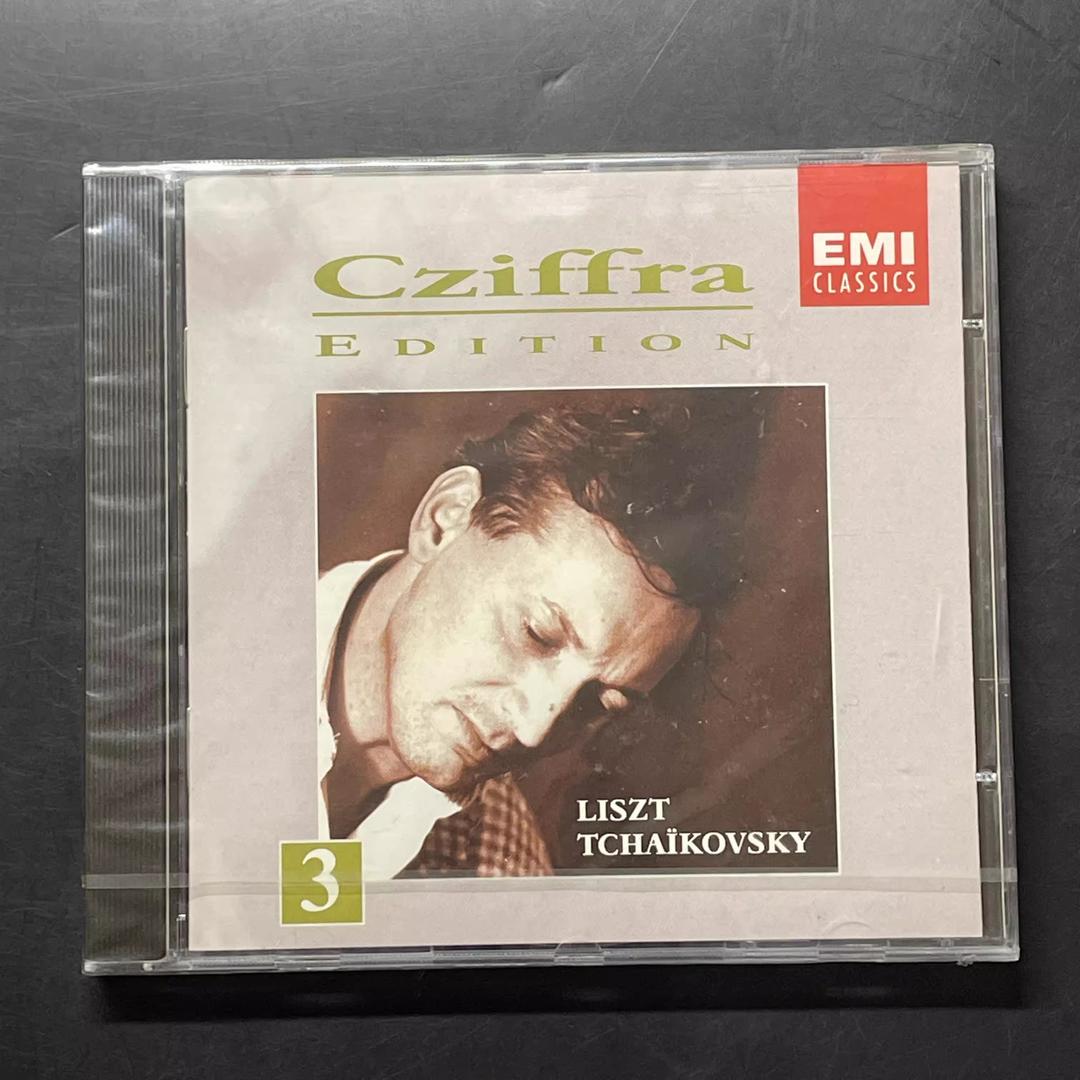 EMI
CLASSICS
Cziffra
EDITION
LISZT
TCHAÏKOVSKY
3